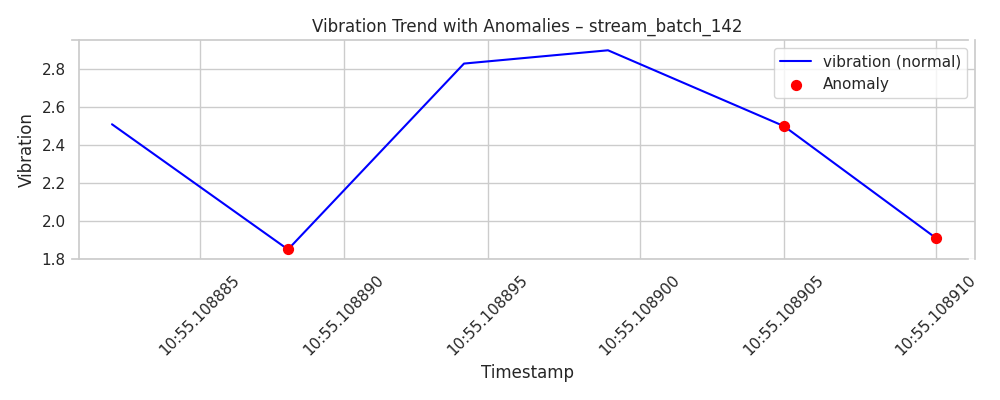 Vibration Trend with Anomalies – stream_batch_142
vibration (normal)
Anomaly
Vibration
2.8
2.6
2.4
2.2
2.0
1.8
10:55.108885
10:55.108890
10:55.108895
10:55.108900
10:55.108905
10:55.108910
Timestamp